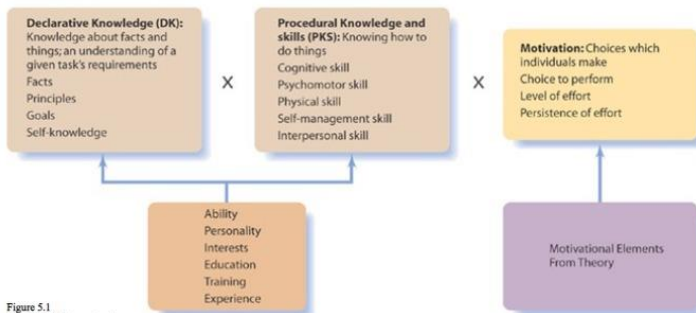 Declarative Knowledge (DK):
Knowledge about facts and
things; an understanding of a
given task's requirements
Facts
Principles
Goals
Self-knowledge
X
Procedural Knowledge and
skills (PKS): Knowing how to
do things
Cognitive skill
Psychomotor skill
Physical skill
Self-management skill
Interpersonal skill
X
Motivation: Choices which
individuals make
Choice to perform
Level of effort
Persistence of effort
Ability
Personality
Interests
Education
Training
Experience
Motivational Elements
From Theory
Figure 5.1